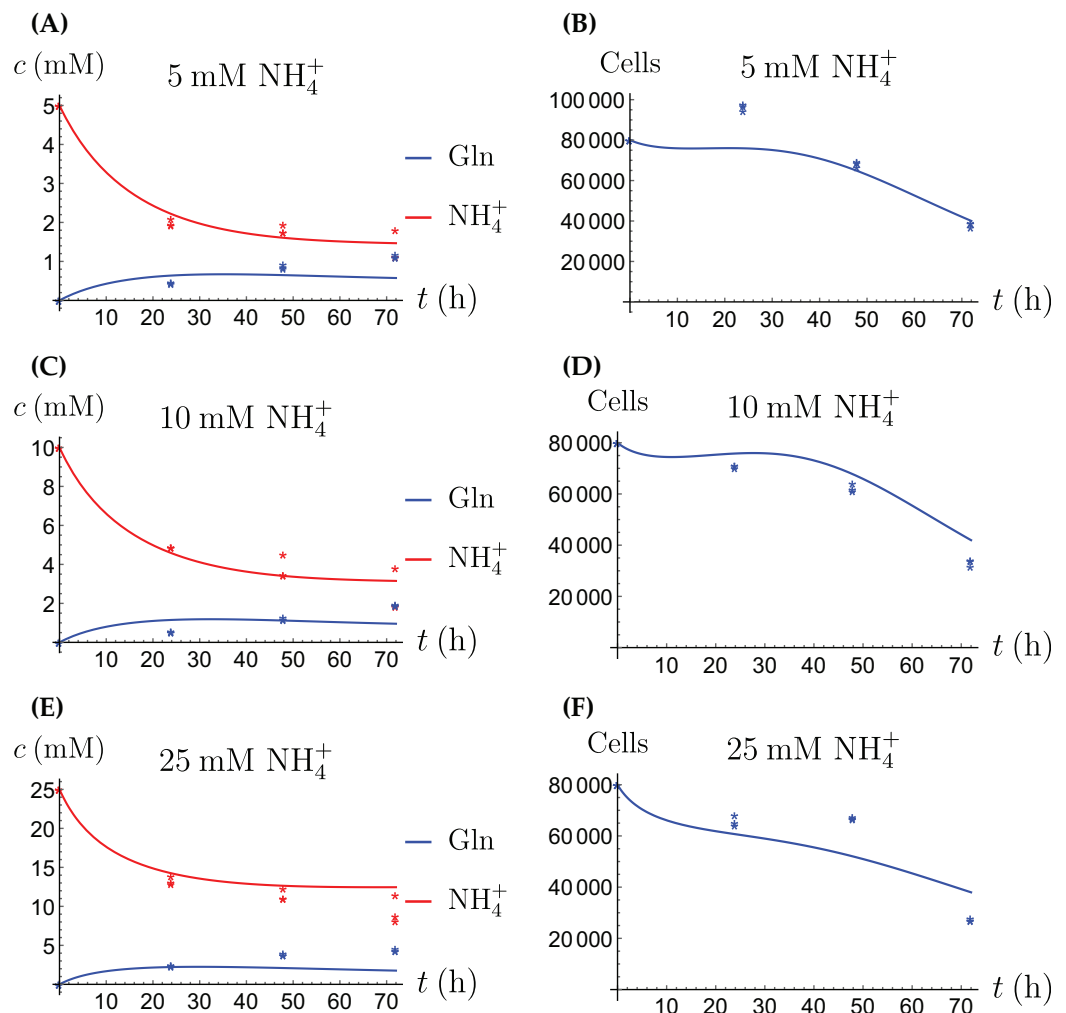 (A)
c (mM)
5 mM NH₄⁺
5
4
3
2
1
10 20 30 40 50 60 70
t (h)
Gln
NH₄⁺
(B)
Cells
5 mM NH₄⁺
100 000
80 000
60 000
40 000
20 000
10 20 30 40 50 60 70
t (h)
(C)
c (mM)
10 mM NH₄⁺
10
8
6
4
2
10 20 30 40 50 60 70
t (h)
Gln
NH₄⁺
(D)
Cells
10 mM NH₄⁺
80 000
60 000
40 000
20 000
10 20 30 40 50 60 70
t (h)
(E)
c (mM)
25 mM NH₄⁺
25
20
15
10
5
10 20 30 40 50 60 70
t (h)
Gln
NH₄⁺
(F)
Cells
25 mM NH₄⁺
80 000
60 000
40 000
20 000
10 20 30 40 50 60 70
t (h)